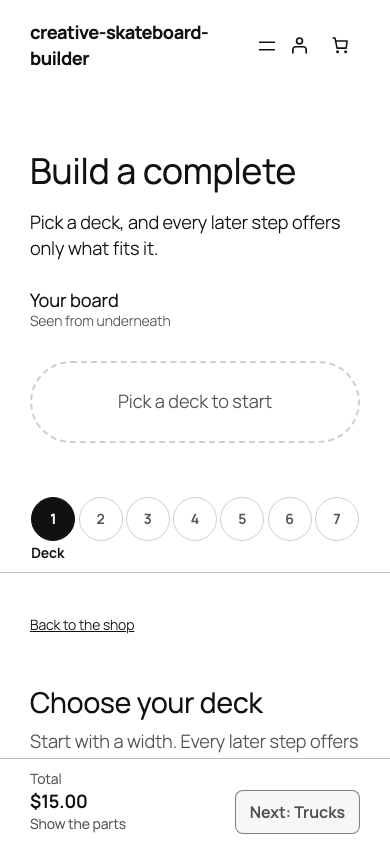 creative-skateboard-
builder
Build a complete
Pick a deck, and every later step offers
only what fits it.
Your board
Seen from underneath
Pick a deck to start
1 2 3 4 5 6 7
Deck
Back to the shop
Choose your deck
Start with a width. Every later step offers
Total
$15.00
Show the parts
Next: Trucks